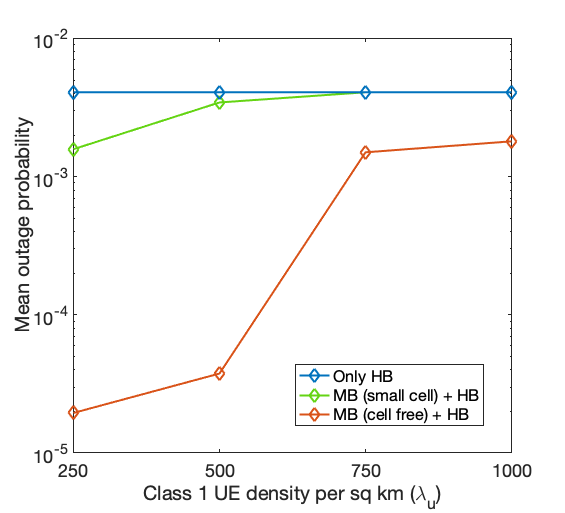 10^-2
10^-3
10^-4
10^-5
Mean outage probability
Only HB
MB (small cell) + HB
MB (cell free) + HB
250 500 750 1000
Class 1 UE density per sq km (λ_u)